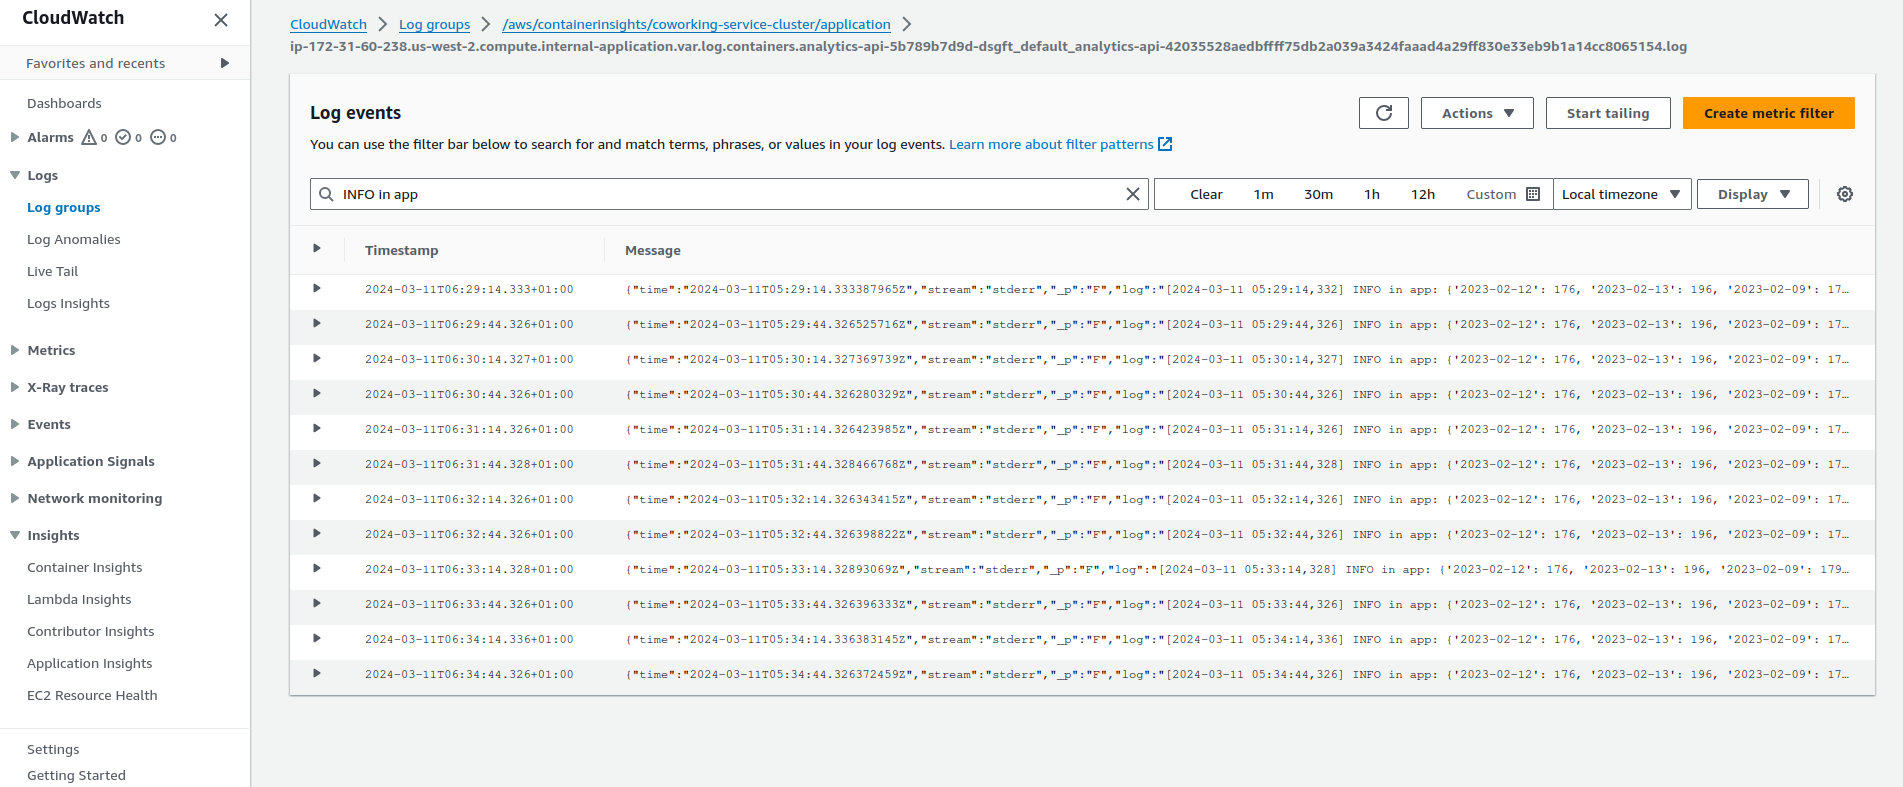 CloudWatch
Favorites and recents
Dashboards
Alarms 0 0 0
Logs
Log groups
Log Anomalies
Live Tail
Logs Insights
Metrics
X-Ray traces
Events
Application Signals
Network monitoring
Insights
Container Insights
Lambda Insights
Contributor Insights
Application Insights
EC2 Resource Health
Settings
Getting Started
CloudWatch Log groups /aws/containerinsights/coworking-service-cluster/application
ip-172-31-60-238.us-west-2.compute.internal-application.var.log.containers.analytics-api-5b789b7d9d-dsgft_default_analytics-api-42035528aedbffff75db2a039a3424faaad4a29ff830e33eb9b1a14cc8065154.log
Log events
Actions Start tailing Create metric filter
You can use the filter bar below to search for and match terms, phrases, or values in your log events. Learn more about filter patterns
INFO in app
Clear 1m 30m 1h 12h Custom Local timezone Display
Timestamp Message
2024-03-11T06:29:14.333+01:00 {"time":"2024-03-11T05:29:14.333387965Z","stream":"stderr","_p":"F","log":"[2024-03-11 05:29:14,332] INFO in app: {'2023-02-12': 176, '2023-02-13': 196, '2023-02-09': 17…
2024-03-11T06:29:44.326+01:00 {"time":"2024-03-11T05:29:44.326525716Z","stream":"stderr","_p":"F","log":"[2024-03-11 05:29:44,326] INFO in app: {'2023-02-12': 176, '2023-02-13': 196, '2023-02-09': 17…
2024-03-11T06:30:14.327+01:00 {"time":"2024-03-11T05:30:14.327369739Z","stream":"stderr","_p":"F","log":"[2024-03-11 05:30:14,327] INFO in app: {'2023-02-12': 176, '2023-02-13': 196, '2023-02-09': 17…
2024-03-11T06:30:44.326+01:00 {"time":"2024-03-11T05:30:44.326280329Z","stream":"stderr","_p":"F","log":"[2024-03-11 05:30:44,326] INFO in app: {'2023-02-12': 176, '2023-02-13': 196, '2023-02-09': 17…
2024-03-11T06:31:14.326+01:00 {"time":"2024-03-11T05:31:14.326423985Z","stream":"stderr","_p":"F","log":"[2024-03-11 05:31:14,326] INFO in app: {'2023-02-12': 176, '2023-02-13': 196, '2023-02-09': 17…
2024-03-11T06:31:44.328+01:00 {"time":"2024-03-11T05:31:44.328466768Z","stream":"stderr","_p":"F","log":"[2024-03-11 05:31:44,328] INFO in app: {'2023-02-12': 176, '2023-02-13': 196, '2023-02-09': 17…
2024-03-11T06:32:14.326+01:00 {"time":"2024-03-11T05:32:14.326343415Z","stream":"stderr","_p":"F","log":"[2024-03-11 05:32:14,326] INFO in app: {'2023-02-12': 176, '2023-02-13': 196, '2023-02-09': 17…
2024-03-11T06:32:44.326+01:00 {"time":"2024-03-11T05:32:44.326398822Z","stream":"stderr","_p":"F","log":"[2024-03-11 05:32:44,326] INFO in app: {'2023-02-12': 176, '2023-02-13': 196, '2023-02-09': 17…
2024-03-11T06:33:14.328+01:00 {"time":"2024-03-11T05:33:14.32893069Z","stream":"stderr","_p":"F","log":"[2024-03-11 05:33:14,328] INFO in app: {'2023-02-12': 176, '2023-02-13': 196, '2023-02-09': 179…
2024-03-11T06:33:44.326+01:00 {"time":"2024-03-11T05:33:44.326396333Z","stream":"stderr","_p":"F","log":"[2024-03-11 05:33:44,326] INFO in app: {'2023-02-12': 176, '2023-02-13': 196, '2023-02-09': 17…
2024-03-11T06:34:14.336+01:00 {"time":"2024-03-11T05:34:14.336383145Z","stream":"stderr","_p":"F","log":"[2024-03-11 05:34:14,336] INFO in app: {'2023-02-12': 176, '2023-02-13': 196, '2023-02-09': 17…
2024-03-11T06:34:44.326+01:00 {"time":"2024-03-11T05:34:44.326372459Z","stream":"stderr","_p":"F","log":"[2024-03-11 05:34:44,326] INFO in app: {'2023-02-12': 176, '2023-02-13': 196, '2023-02-09': 17…